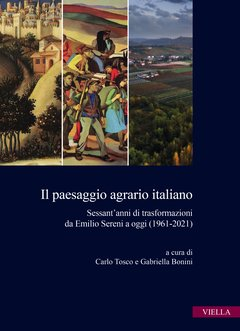 Il paesaggio agrario italiano
Sessant'anni di trasformazioni
da Emilio Sereni a oggi (1961-2021)
a cura di
Carlo Tosco e Gabriella Bonini
VIELLA